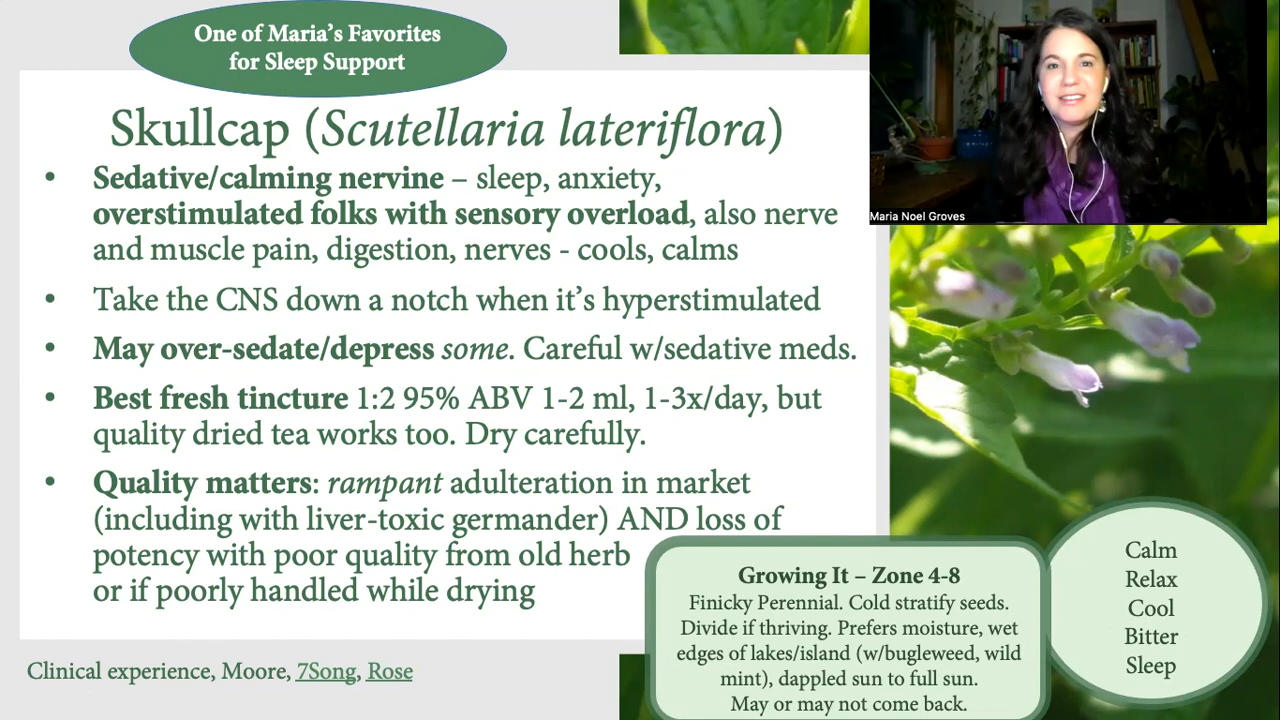 One of Maria's Favorites
for Sleep Support
Skullcap (Scutellaria lateriflora)
• Sedative/calming nervine – sleep, anxiety,
overstimulated folks with sensory overload, also nerve
and muscle pain, digestion, nerves - cools, calms
• Take the CNS down a notch when it's hyperstimulated
• May over-sedate/depress some. Careful w/sedative meds.
• Best fresh tincture 1:2 95% ABV 1-2 ml, 1-3x/day, but
quality dried tea works too. Dry carefully.
• Quality matters: rampant adulteration in market
(including with liver-toxic germander) AND loss of
potency with poor quality from old herb
or if poorly handled while drying
Clinical experience, Moore, 7Song, Rose
Maria Noel Groves
Growing It – Zone 4-8
Finicky Perennial. Cold stratify seeds.
Divide if thriving. Prefers moisture, wet
edges of lakes/island (w/bugleweed, wild
mint), dappled sun to full sun.
May or may not come back.
Calm
Relax
Cool
Bitter
Sleep